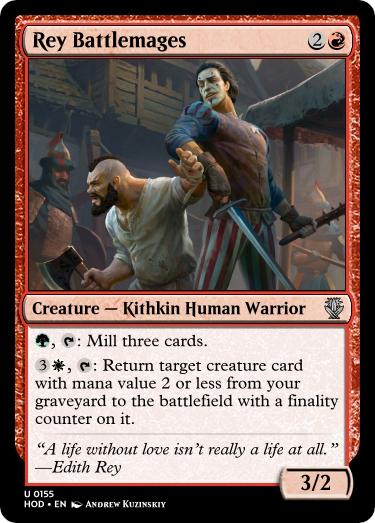 Rey Battlemages 2
Creature — Kithkin Human Warrior
: Mill three cards.
3 : Return target creature card
with mana value 2 or less from your
graveyard to the battlefield with a finality
counter on it.
“A life without love isn’t really a life at all.”
—Edith Rey
3/2
U 0155
HOD • EN Andrew Kuzinskiy